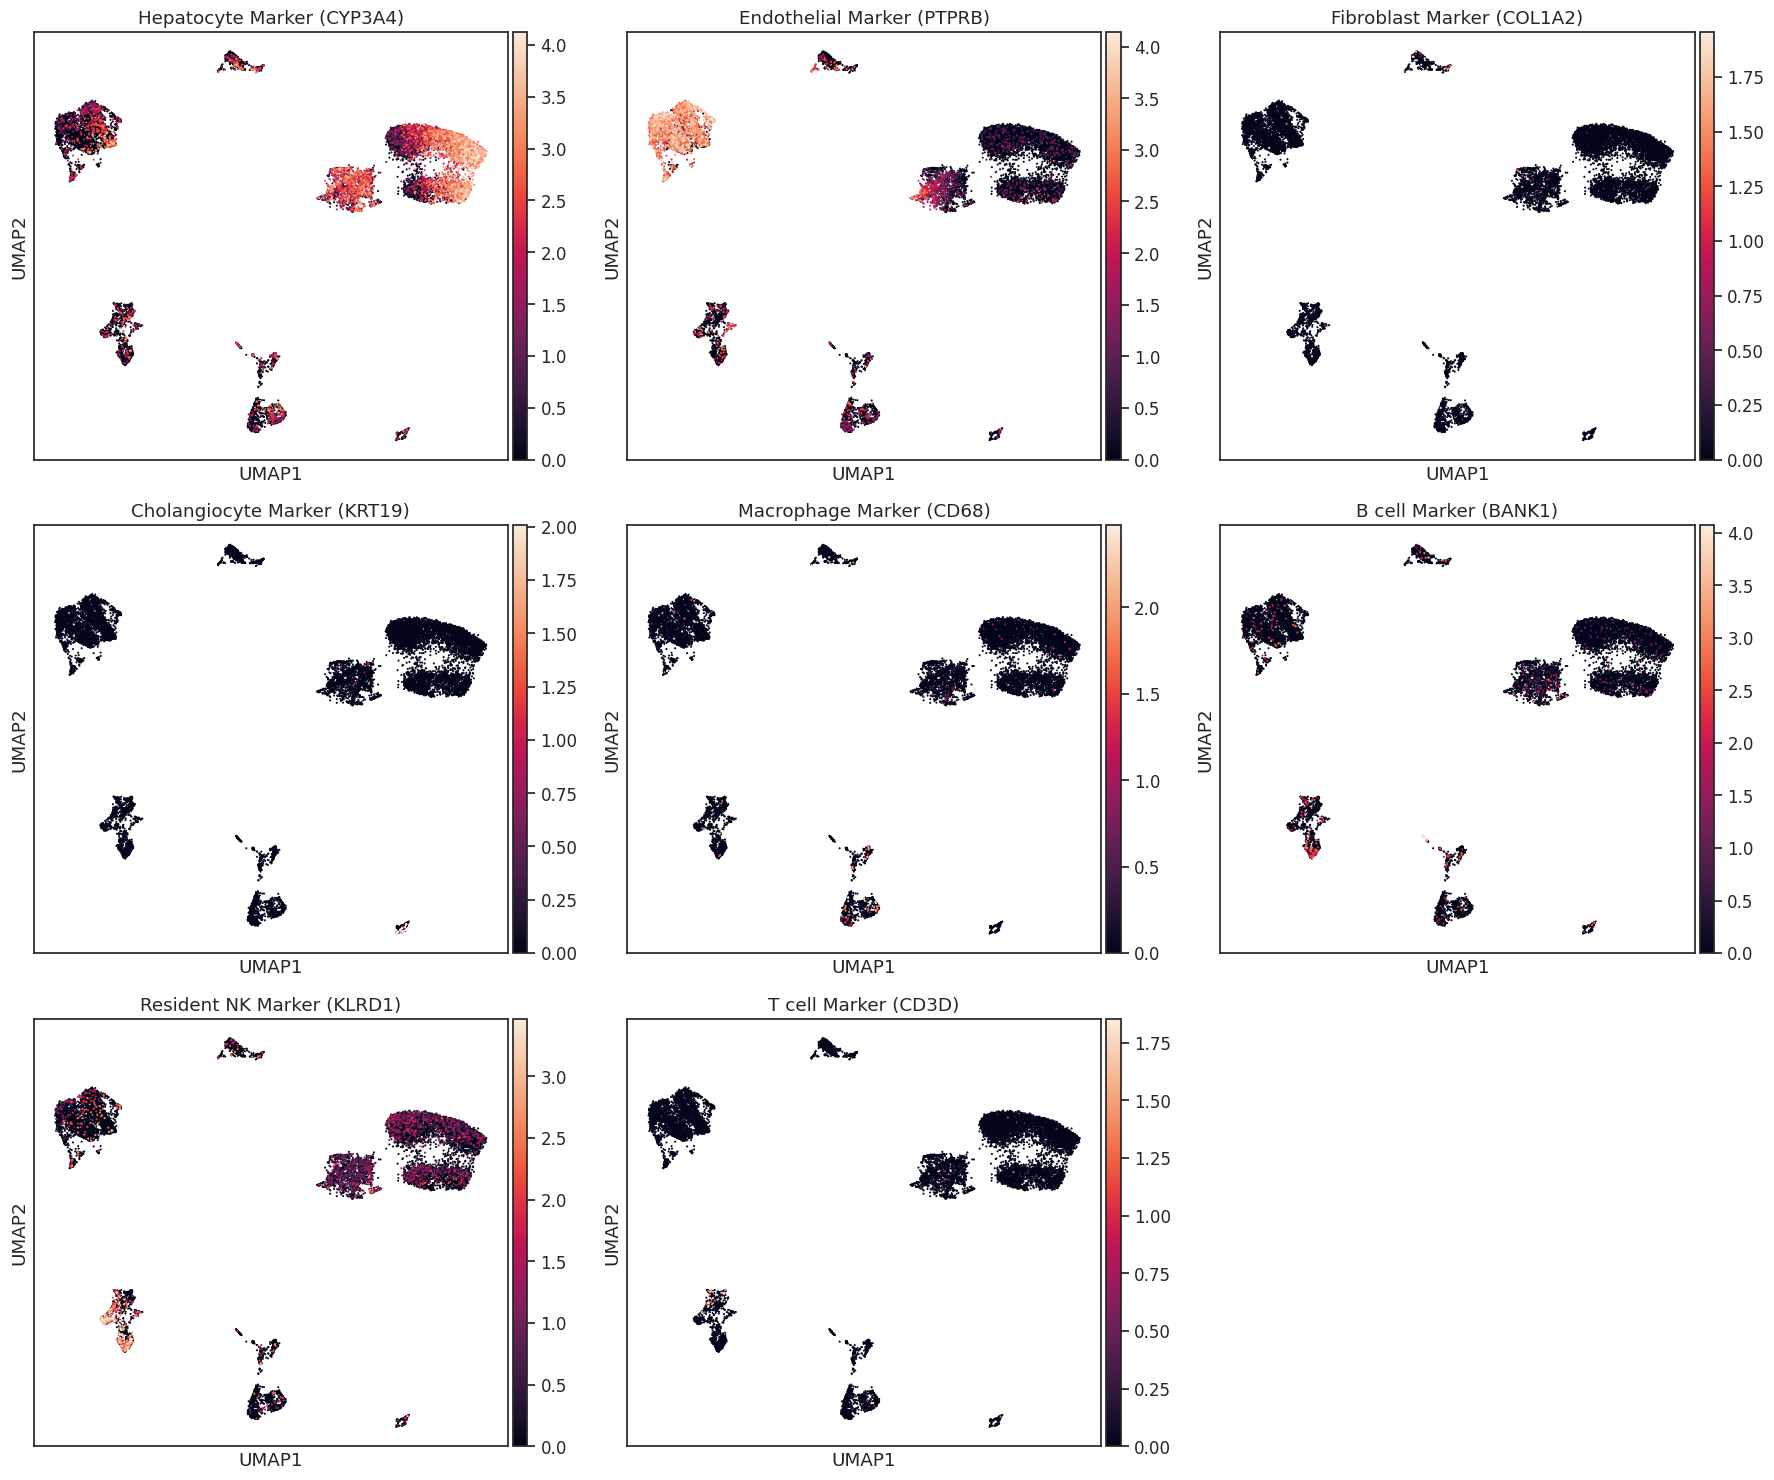 Hepatocyte Marker (CYP3A4)
Endothelial Marker (PTPRB)
Fibroblast Marker (COL1A2)
UMAP2
4.0
3.5
3.0
2.5
2.0
1.5
1.0
0.5
0.0
UMAP1
UMAP2
4.0
3.5
3.0
2.5
2.0
1.5
1.0
0.5
0.0
UMAP1
UMAP2
1.75
1.50
1.25
1.00
0.75
0.50
0.25
0.00
UMAP1
Cholangiocyte Marker (KRT19)
Macrophage Marker (CD68)
B cell Marker (BANK1)
UMAP2
2.00
1.75
1.50
1.25
1.00
0.75
0.50
0.25
0.00
UMAP1
UMAP2
2.0
1.5
1.0
0.5
0.0
UMAP1
UMAP2
4.0
3.5
3.0
2.5
2.0
1.5
1.0
0.5
0.0
UMAP1
Resident NK Marker (KLRD1)
T cell Marker (CD3D)
UMAP2
3.0
2.5
2.0
1.5
1.0
0.5
0.0
UMAP1
UMAP2
1.75
1.50
1.25
1.00
0.75
0.50
0.25
0.00
UMAP1